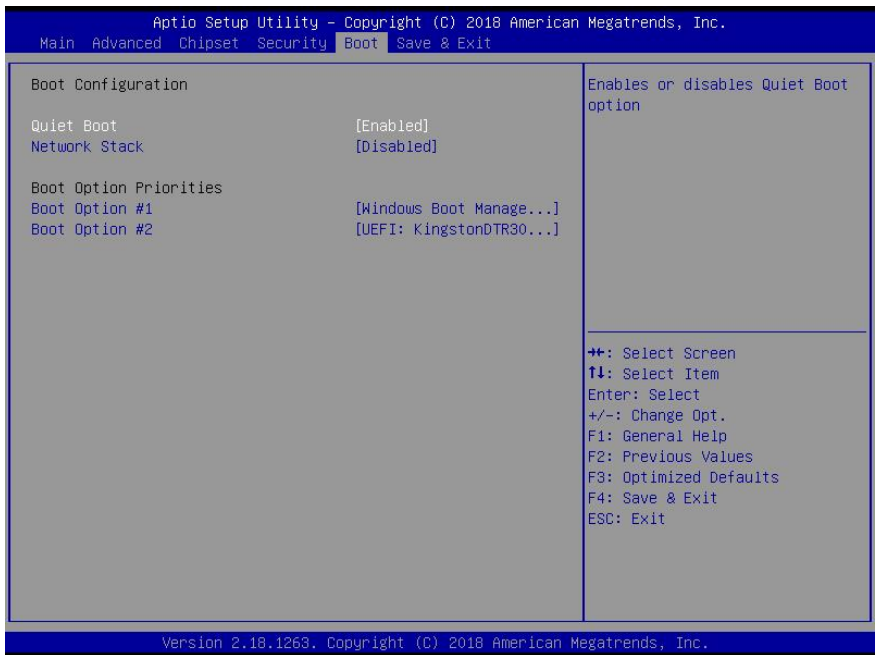 Aptio Setup Utility – Copyright (C) 2018 American Megatrends, Inc.
Main Advanced Chipset Security Boot Save & Exit
Boot Configuration
Quiet Boot [Enabled]
Network Stack [Disabled]
Boot Option Priorities
Boot Option #1 [Windows Boot Manage...]
Boot Option #2 [UEFI: KingstonDTR30...]
Enables or disables Quiet Boot
option
→←: Select Screen
↑↓: Select Item
Enter: Select
+/-: Change Opt.
F1: General Help
F2: Previous Values
F3: Optimized Defaults
F4: Save & Exit
ESC: Exit
Version 2.18.1263. Copyright (C) 2018 American Megatrends, Inc.